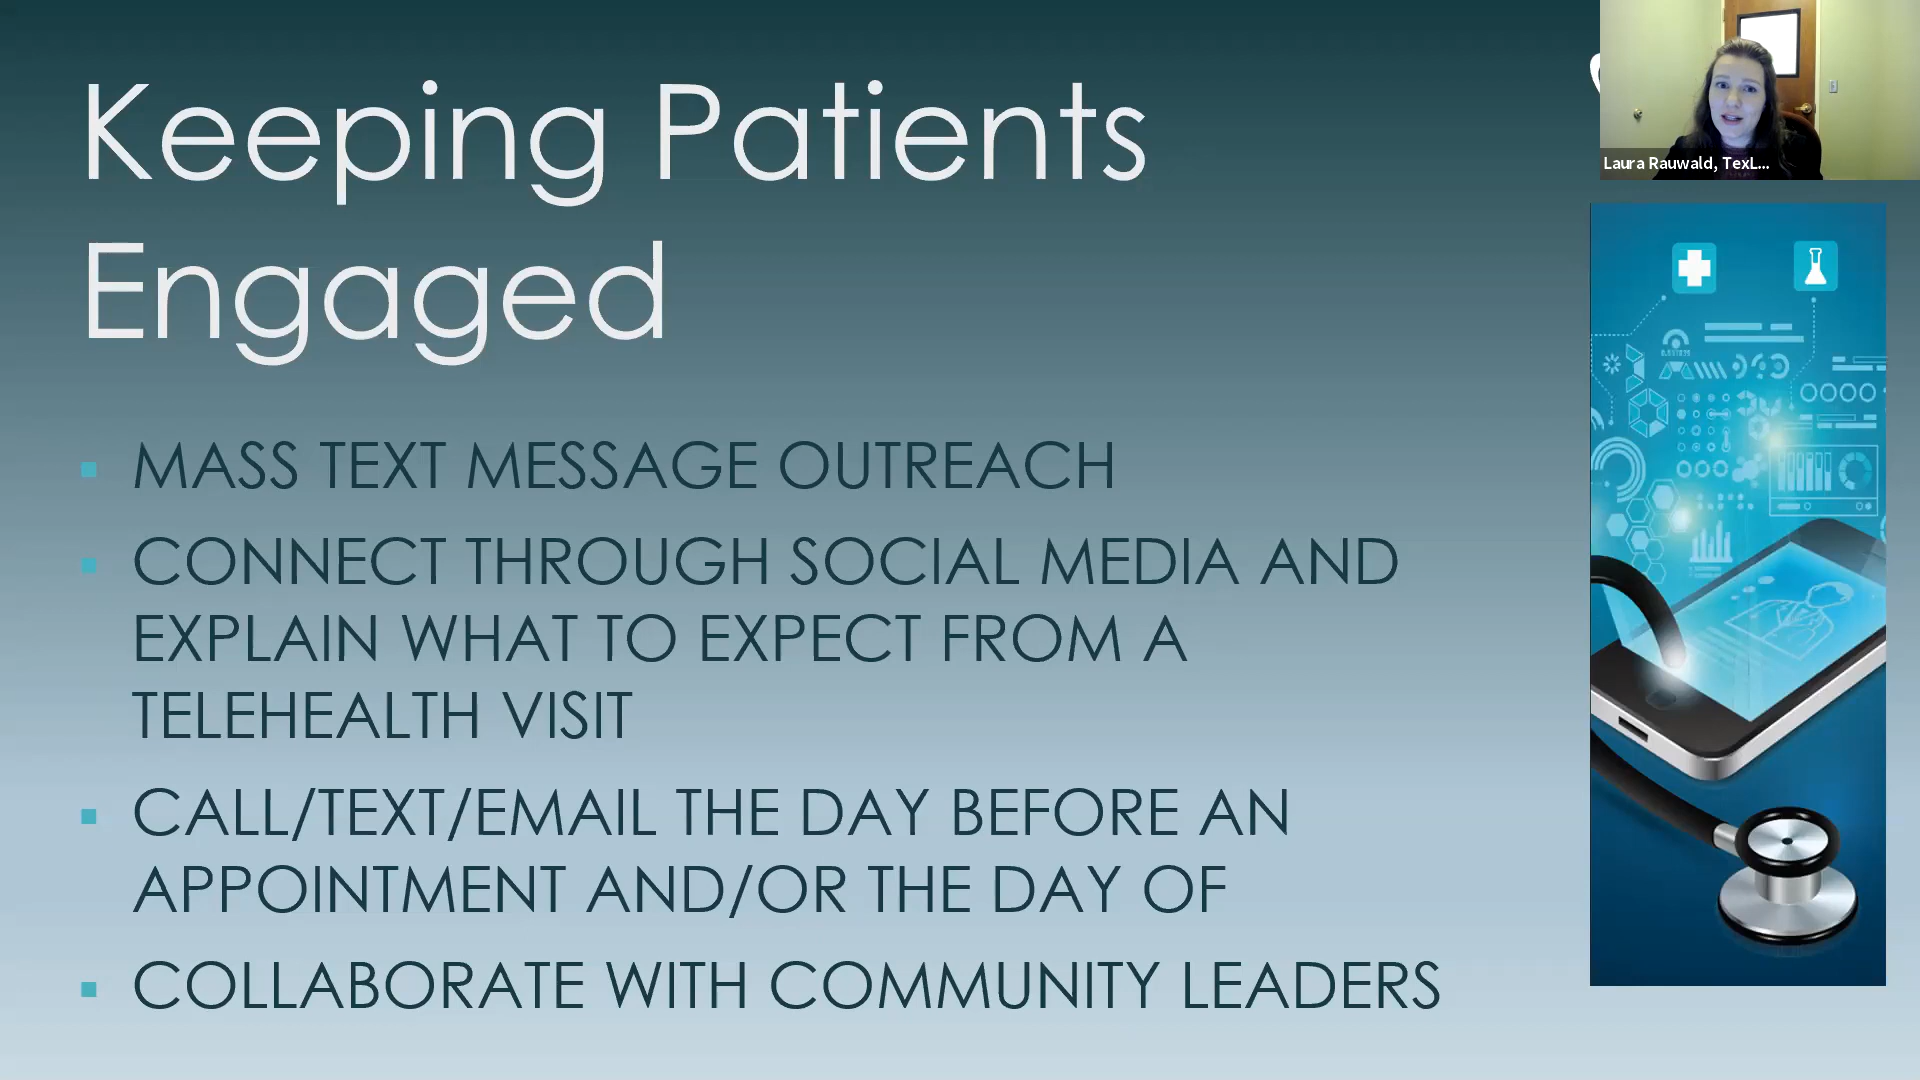 Keeping Patients
Engaged
MASS TEXT MESSAGE OUTREACH
CONNECT THROUGH SOCIAL MEDIA AND
EXPLAIN WHAT TO EXPECT FROM A
TELEHEALTH VISIT
CALL/TEXT/EMAIL THE DAY BEFORE AN
APPOINTMENT AND/OR THE DAY OF
COLLABORATE WITH COMMUNITY LEADERS
Laura Rauwald, TexL...